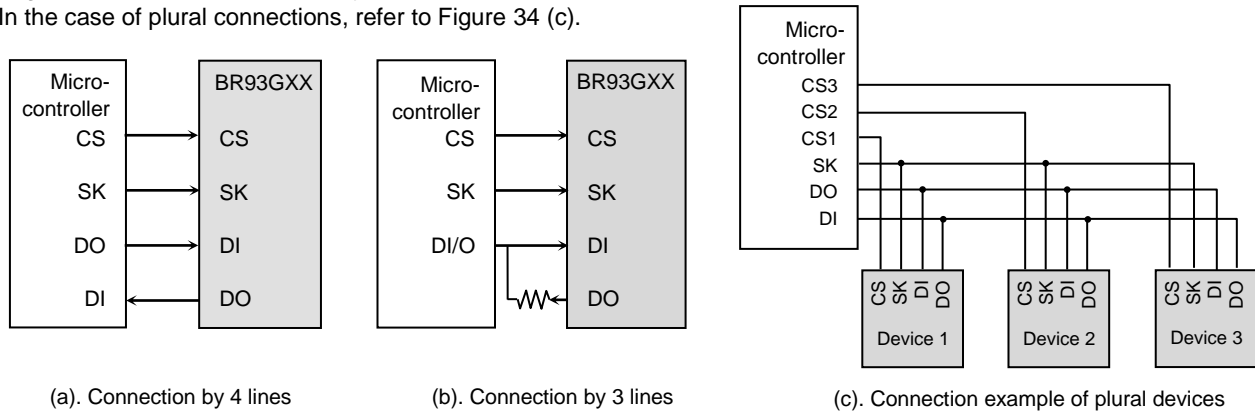 In the case of plural connections, refer to Figure 34 (c).
Micro-
controller
CS
SK
DO
DI
BR93GXX
CS
SK
DI
DO
(a). Connection by 4 lines
Micro-
controller
CS
SK
DI/O
BR93GXX
CS
SK
DI
DO
(b). Connection by 3 lines
Micro-
controller
CS3
CS2
CS1
SK
DO
DI
CS
SK
DI
DO
Device 1
CS
SK
DI
DO
Device 2
CS
SK
DI
DO
Device 3
(c). Connection example of plural devices